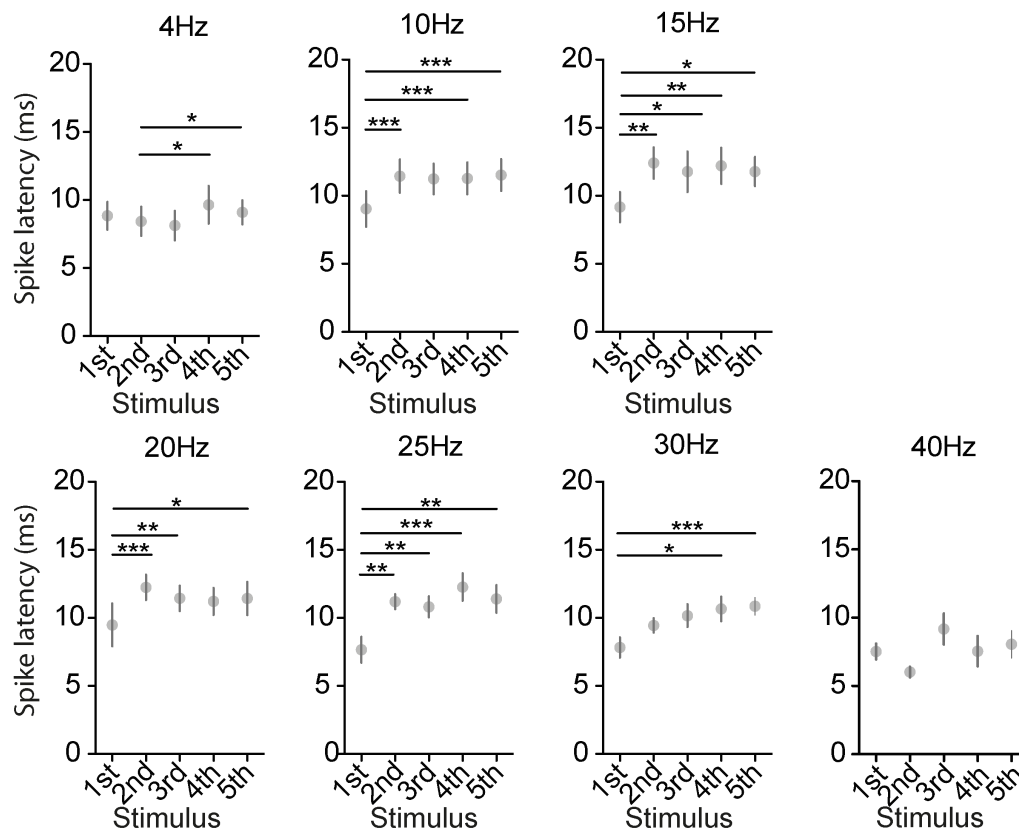 4Hz
20
15
10
5
0
Spike latency (ms)
*
*
1st
2nd
3rd
4th
5th
Stimulus
10Hz
20
15
10
5
0
***
***
***
1st
2nd
3rd
4th
5th
Stimulus
15Hz
20
15
10
5
0
*
**
*
**
1st
2nd
3rd
4th
5th
Stimulus
20Hz
20
15
10
5
0
Spike latency (ms)
*
**
***
1st
2nd
3rd
4th
5th
Stimulus
25Hz
20
15
10
5
0
**
***
**
**
1st
2nd
3rd
4th
5th
Stimulus
30Hz
20
15
10
5
0
***
*
1st
2nd
3rd
4th
5th
Stimulus
40Hz
20
15
10
5
0
1st
2nd
3rd
4th
5th
Stimulus